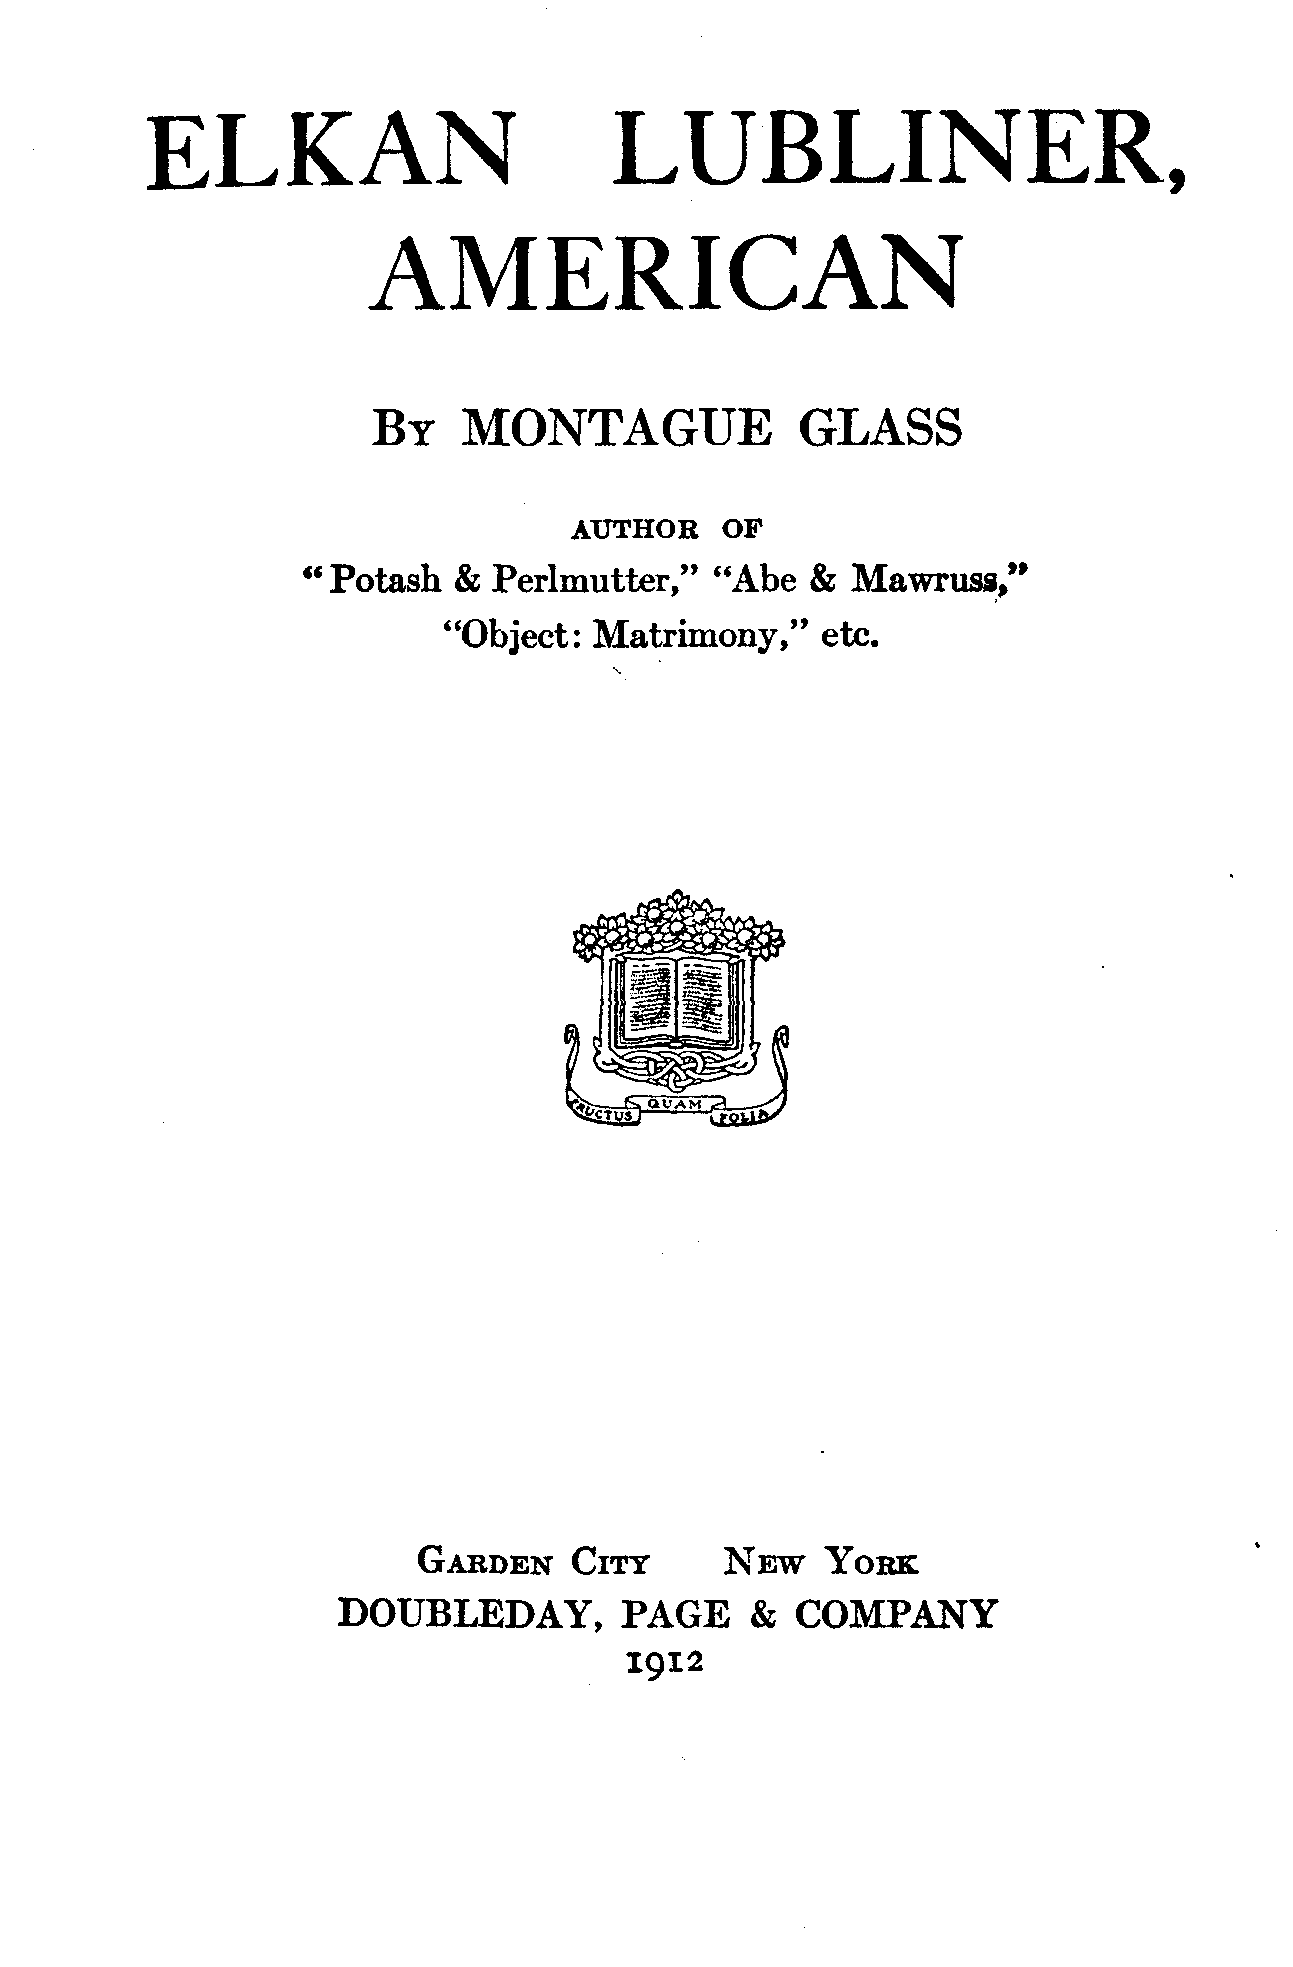 ELKAN LUBLINER,
AMERICAN
By MONTAGUE GLASS
AUTHOR OF
“Potash & Perlmutter,” “Abe & Mawruss,”
“Object: Matrimony,” etc.
FRUCTUS QUAM FOLIA
Garden City New York
DOUBLEDAY, PAGE & COMPANY
1912